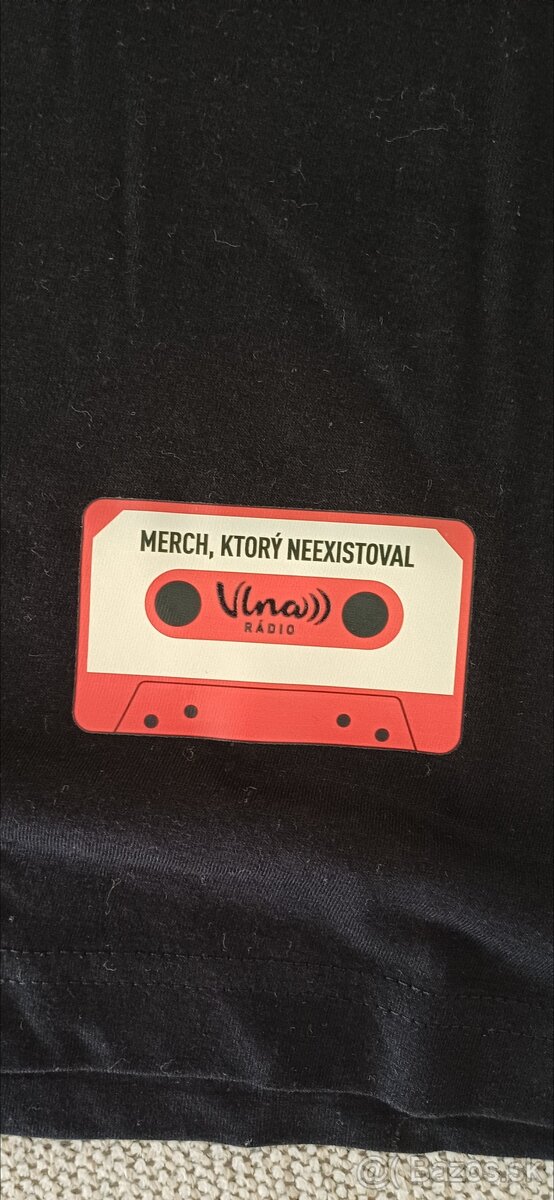 MERCH, KTORÝ NEEXISTOVAL
Vlna
RÁDIO
Bazos.sk